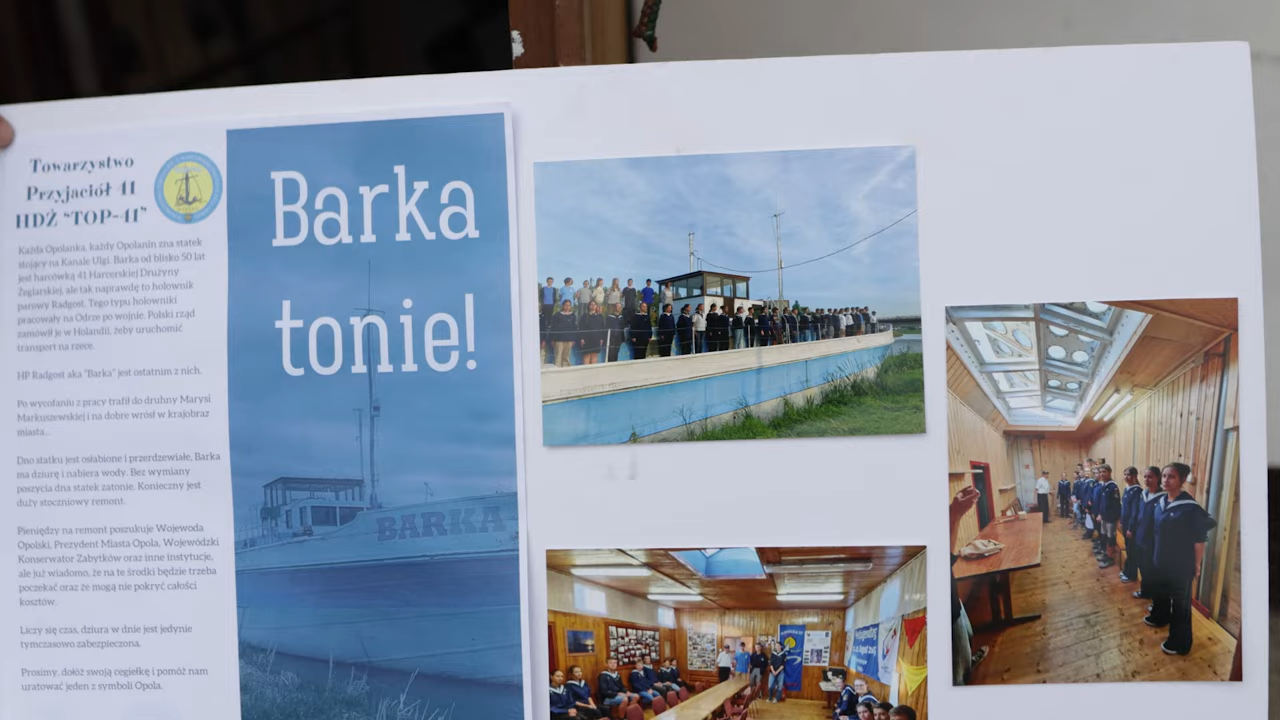 Towarzystwo
Przyjaciół 41
HDŻ "TOP-41"
Każda Opolanka, każdy Opolanin zna statek
stojący na Kanale Ulgi. Barka od blisko 50 lat
jest harcówką 41 Harcerskiej Drużyny
Żeglarskiej, ale tak naprawdę to holownik
parowy Radgost. Tego typu holowniki
pracowały na Odrze po wojnie. Polski rząd
zamówił je w Holandii, żeby uruchomić
transport na rzece.
HP Radgost aka "Barka" jest ostatnim z nich.
Po wycofaniu z pracy trafił do druhny Marysi
Markuszewskiej i na dobre wrósł w krajobraz
miasta...
Dno statku jest osłabione i przerdzewiałe, Barka
ma dziurę i nabiera wody. Bez wymiany
poszycia dna statek zatonie. Konieczny jest
duży stoczniowy remont.
Pieniędzy na remont poszukuje Wojewoda
Opolski, Prezydent Miasta Opola, Wojewódzki
Konserwator Zabytków oraz inne instytucje,
ale już wiadomo, że na te środki będzie trzeba
poczekać oraz że mogą nie pokryć całości
kosztów.
Liczy się czas, dziura w dnie jest jedynie
tymczasowo zabezpieczona.
Prosimy, dołóż swoją cegiełkę i pomóż nam
uratować jeden z symboli Opola.
Barka
tonie!
BARKA